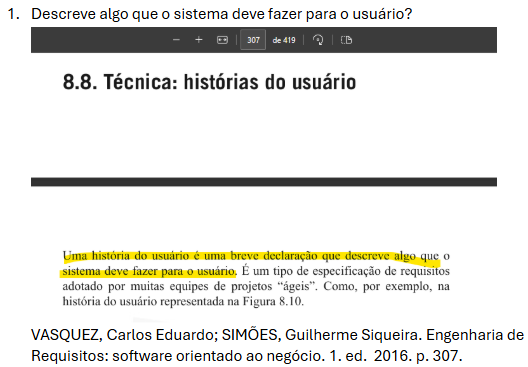 1. Descreve algo que o sistema deve fazer para o usuário?
− + 307 de 419
8.8. Técnica: histórias do usuário
Uma história do usuário é uma breve declaração que descreve algo que o
sistema deve fazer para o usuário. É um tipo de especificação de requisitos
adotado por muitas equipes de projetos “ágeis”. Como, por exemplo, na
história do usuário representada na Figura 8.10.
VASQUEZ, Carlos Eduardo; SIMÕES, Guilherme Siqueira. Engenharia de
Requisitos: software orientado ao negócio. 1. ed. 2016. p. 307.